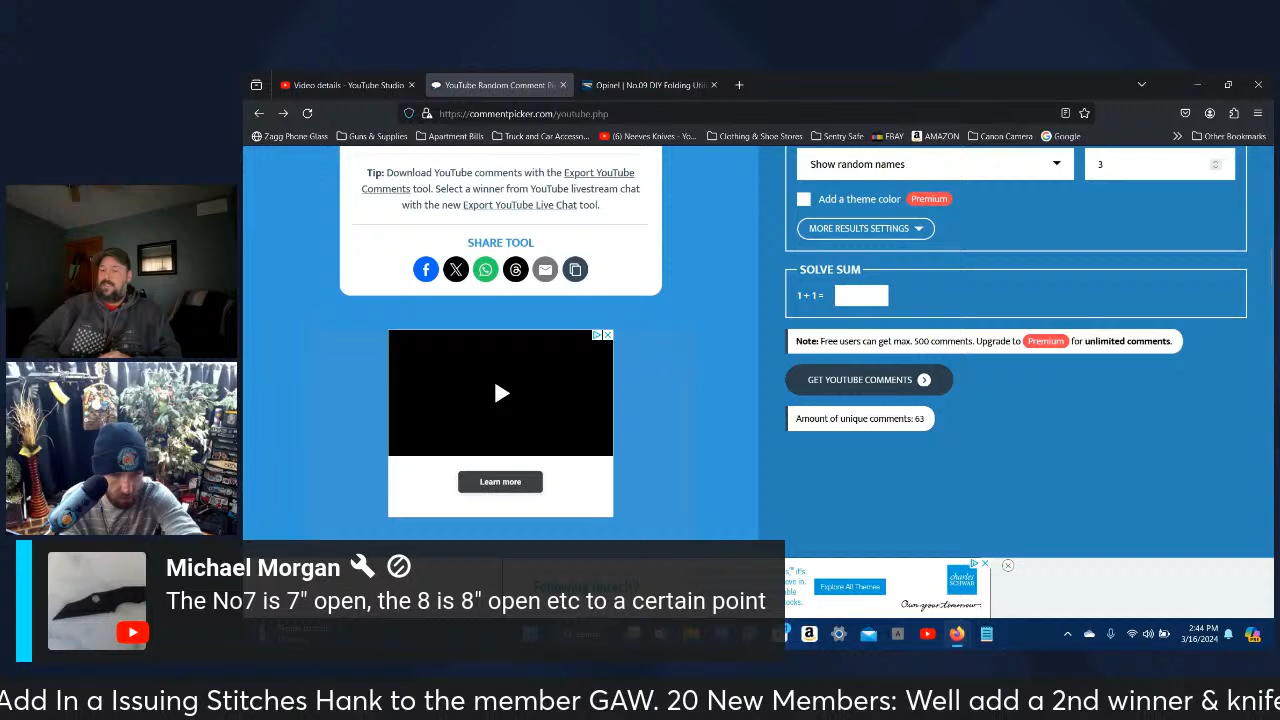 Video details - YouTube Studio
YouTube Random Comment Pi
Opinel | No.09 DIY Folding Uti
https://commentpicker.com/youtube.php
Zagg Phone Glass
Guns & Supplies
Apartment Bills
Truck and Car Accesso...
(6) Neeves Knives - Yo...
Clothing & Shoe Stores
Sentry Safe
EBAY
AMAZON
Canon Camera
Google
Other Bookmarks
Tip: Download YouTube comments with the Export YouTube
Comments tool. Select a winner from YouTube livestream chat
with the new Export YouTube Live Chat tool.
SHARE TOOL
Learn more
Show random names
3
Add a theme color Premium
MORE RESULTS SETTINGS
SOLVE SUM
1 + 1 =
Note: Free users can get max. 500 comments. Upgrade to Premium for unlimited comments.
GET YOUTUBE COMMENTS
Amount of unique comments: 63
Explore All Themes
charles
SCHWAB
Own your tomorrow.
2:44 PM
3/16/2024
Michael Morgan
The No7 is 7" open, the 8 is 8" open etc to a certain point
Add In a Issuing Stitches Hank to the member GAW. 20 New Members: Well add a 2nd winner & knife